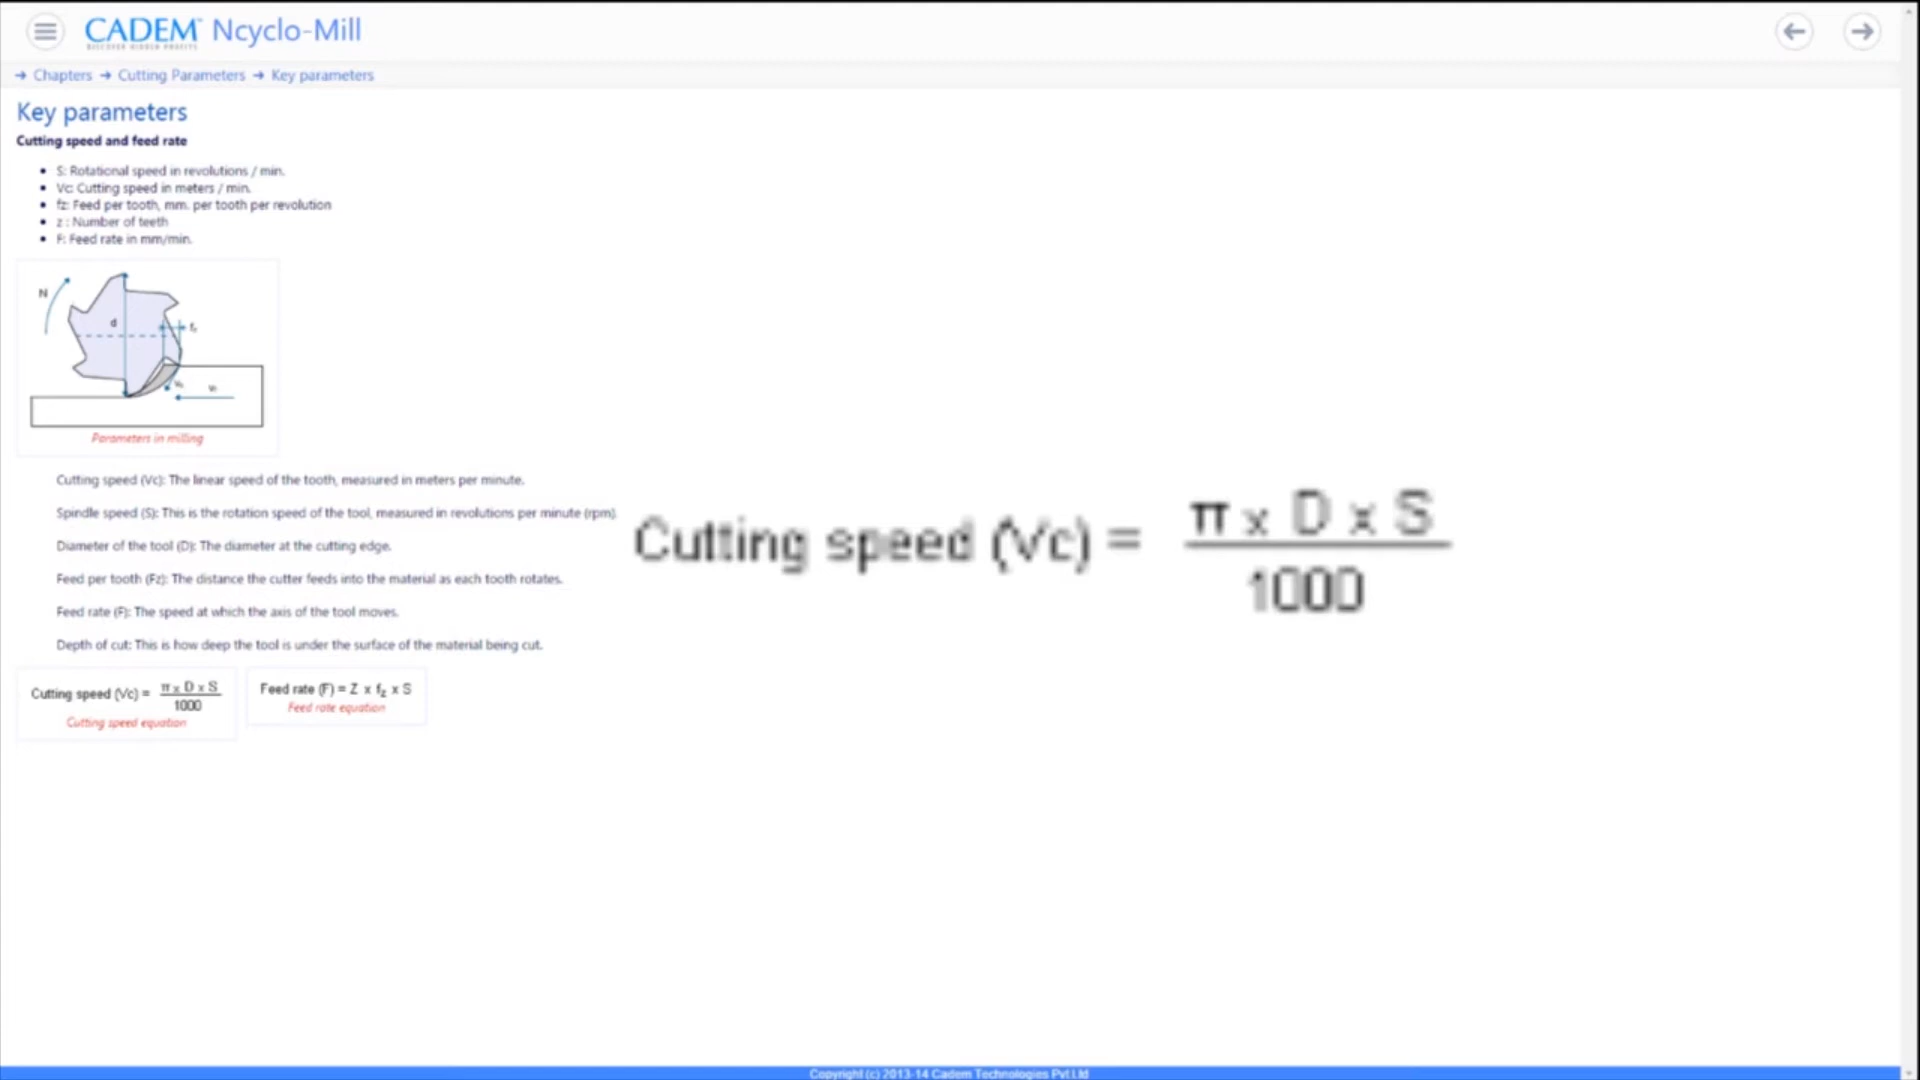 CADEM Ncyclo-Mill
DISCOVER HIDDEN PROFITS
➔ Chapters ➔ Cutting Parameters ➔ Key parameters
Key parameters
Cutting speed and feed rate
• S: Rotational speed in revolutions / min.
• Vc: Cutting speed in meters / min.
• fz: Feed per tooth, mm. per tooth per revolution
• z : Number of teeth
• F: Feed rate in mm/min.
N
d
fz
Parameters in milling
Cutting speed (Vc): The linear speed of the tooth, measured in meters per minute.
Spindle speed (S): This is the rotation speed of the tool, measured in revolutions per minute (rpm).
Diameter of the tool (D): The diameter at the cutting edge.
Feed per tooth (Fz): The distance the cutter feeds into the material as each tooth rotates.
Feed rate (F): The speed at which the axis of the tool moves.
Depth of cut: This is how deep the tool is under the surface of the material being cut.
Cutting speed (Vc) = π x D x S
1000
Cutting speed equation
Feed rate (F) = Z x fz x S
Feed rate equation
Cutting speed (Vc) = π x D x S
1000
Copyright (c) 2013-14 Cadem Technologies Pvt.Ltd